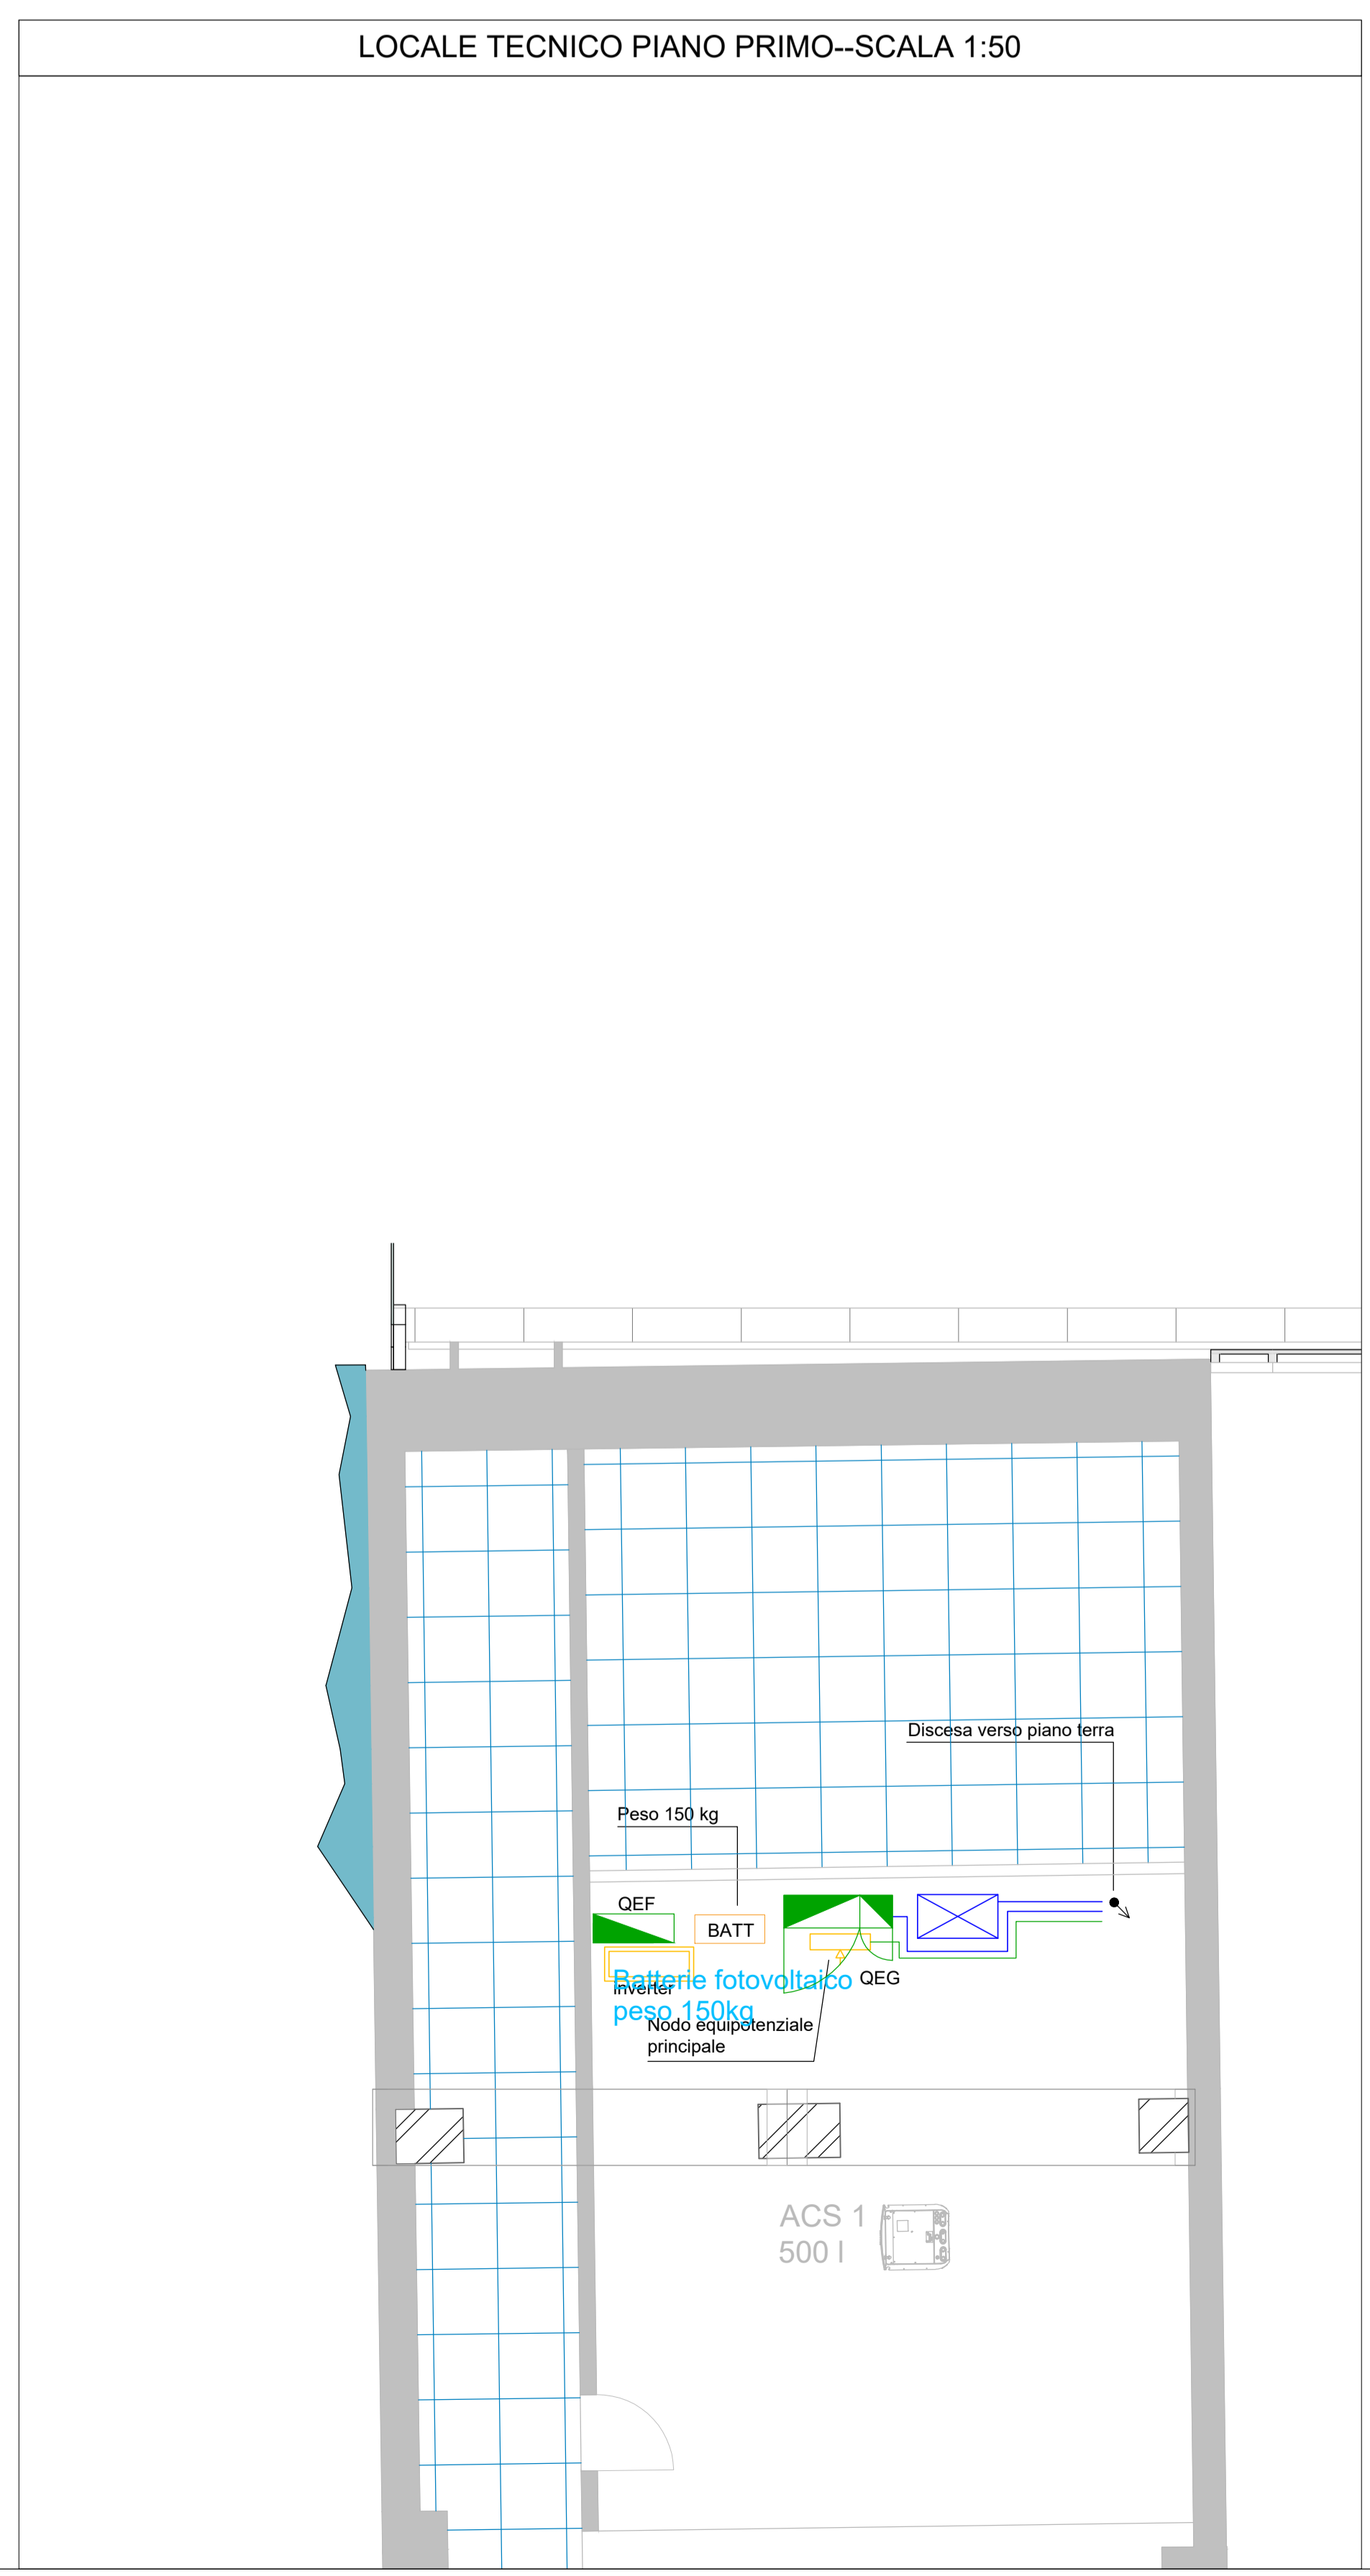 LOCALE TECNICO PIANO PRIMO--SCALA 1:50
Discesa verso piano terra
Peso 150 kg
QEF
BATT
QEG
Batterie fotovoltaico
peso 150kg
inverter
Nodo equipotenziale
principale
ACS 1
500 l